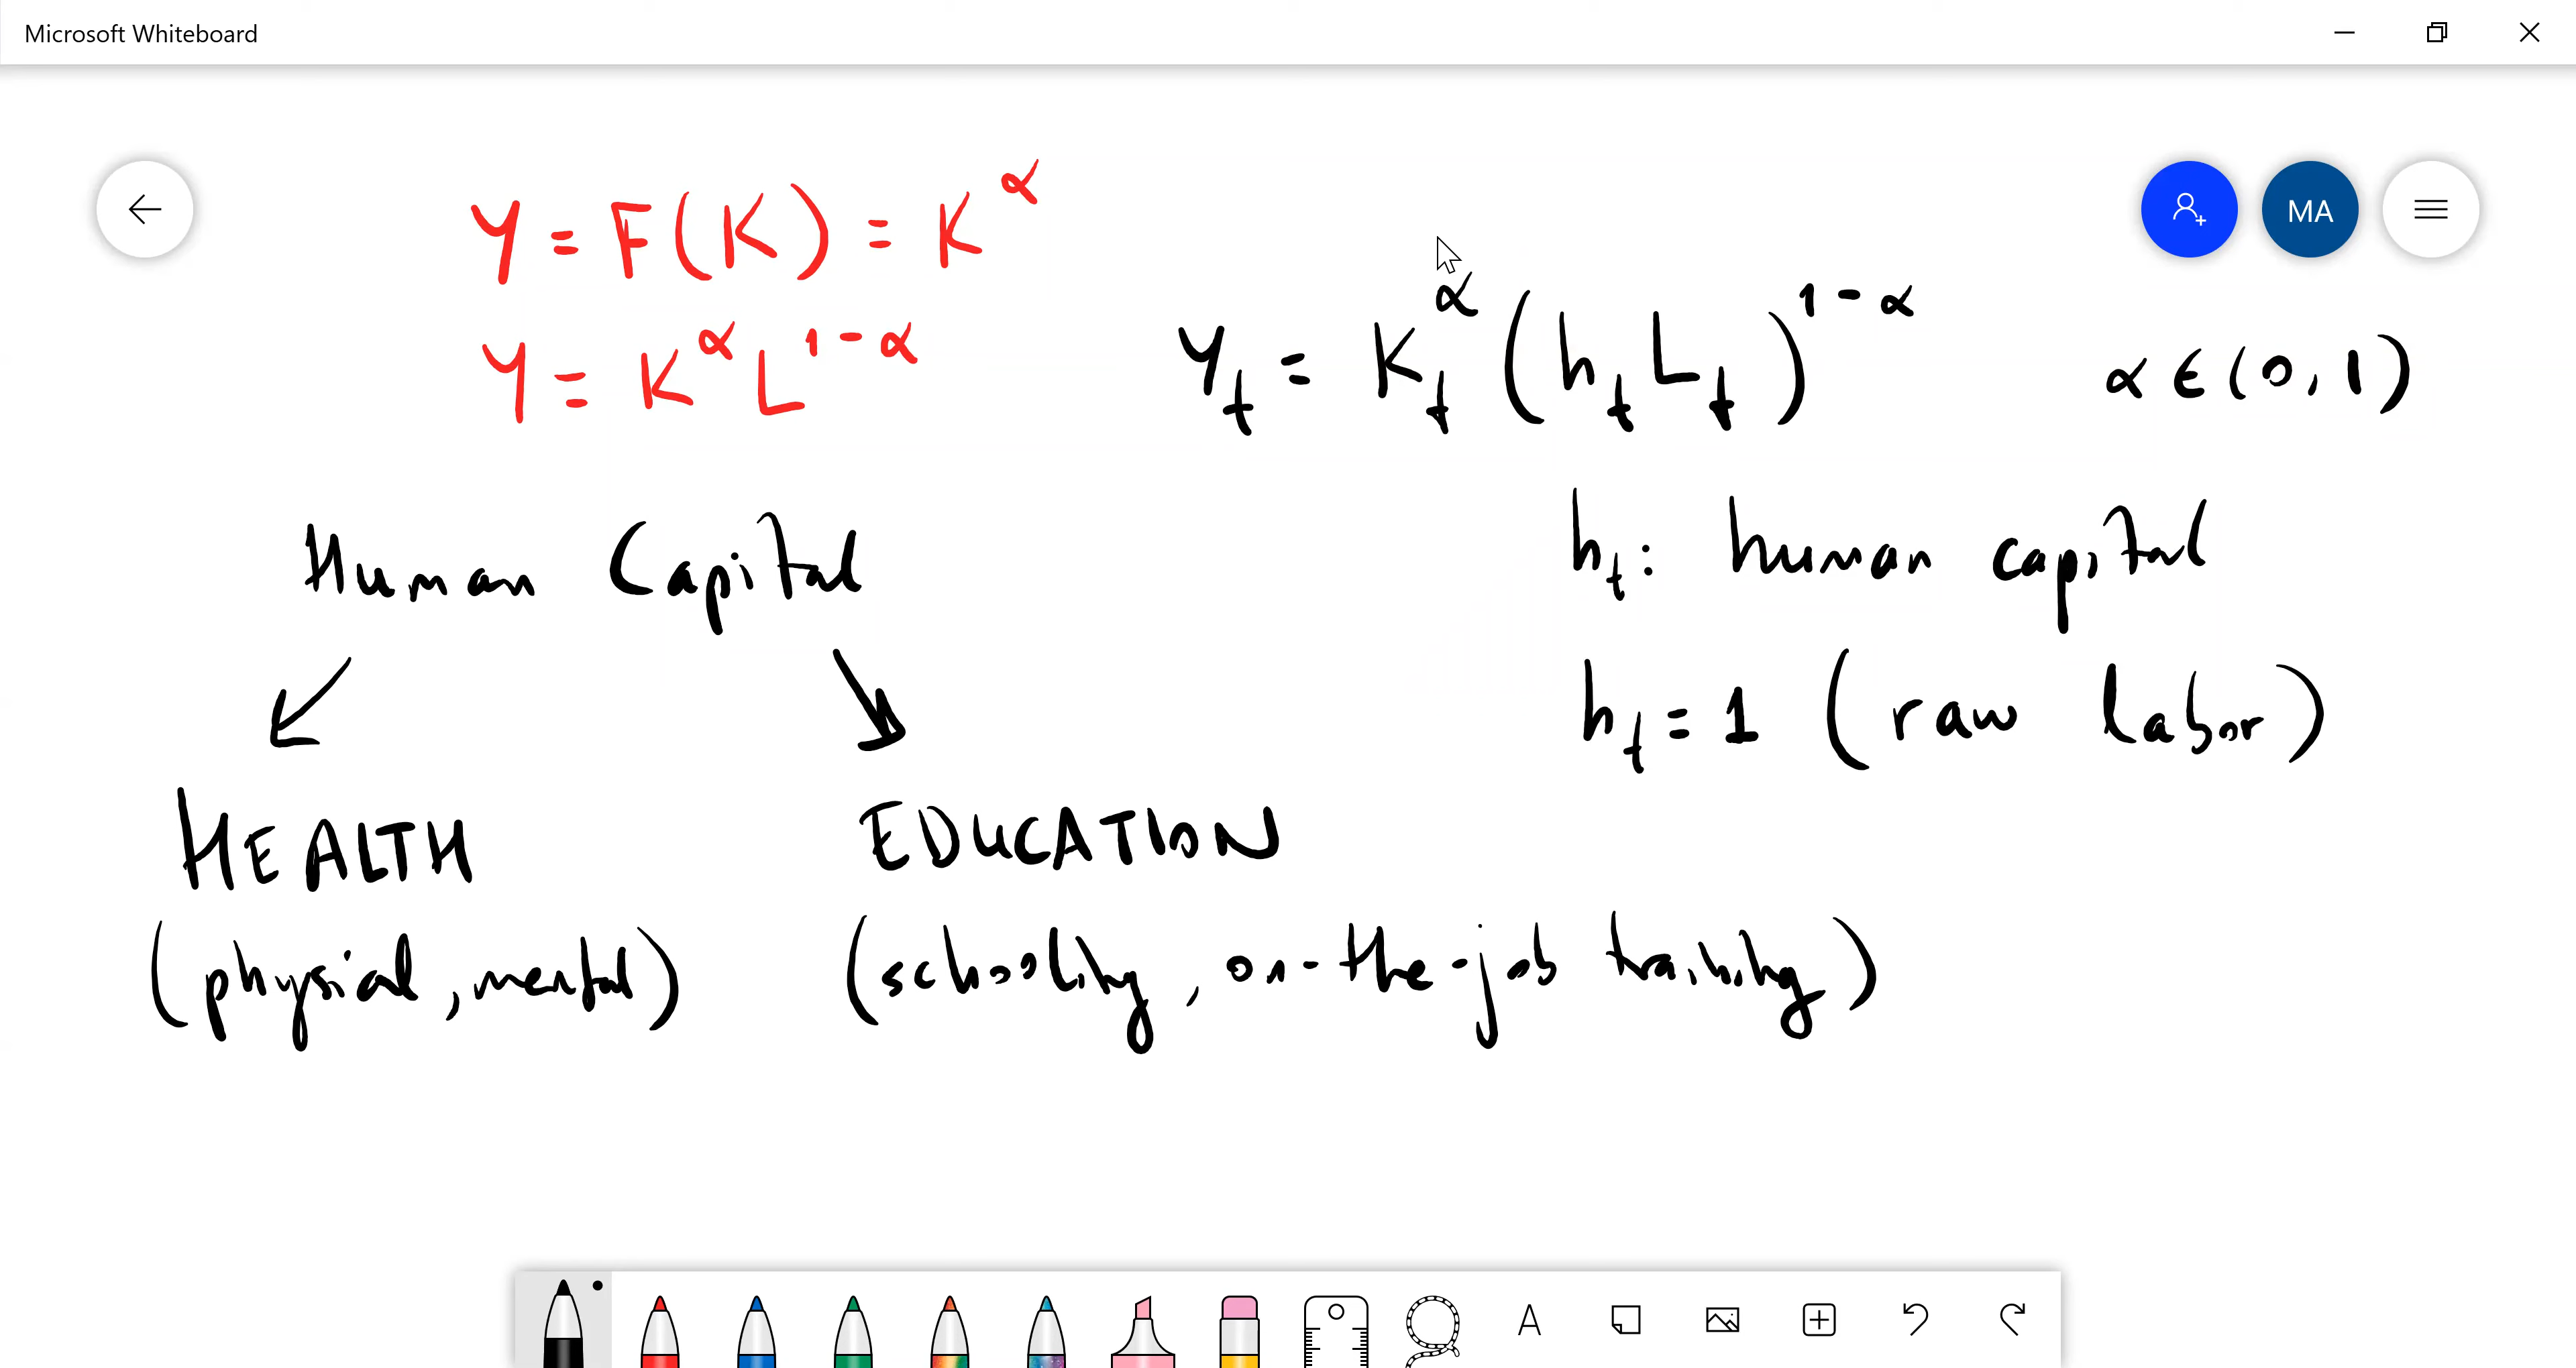 Microsoft Whiteboard
MA
Y = F(K) = K^α
Y = K^α L^1-α
Y_t = K_t^α (h_t L_t)^1-α
α ∈ (0,1)
Human Capital
h_t: human capital
h_t = 1 (raw labor)
HEALTH
EDUCATION
(physial, mental)
(schooling, on-the-job training)
A